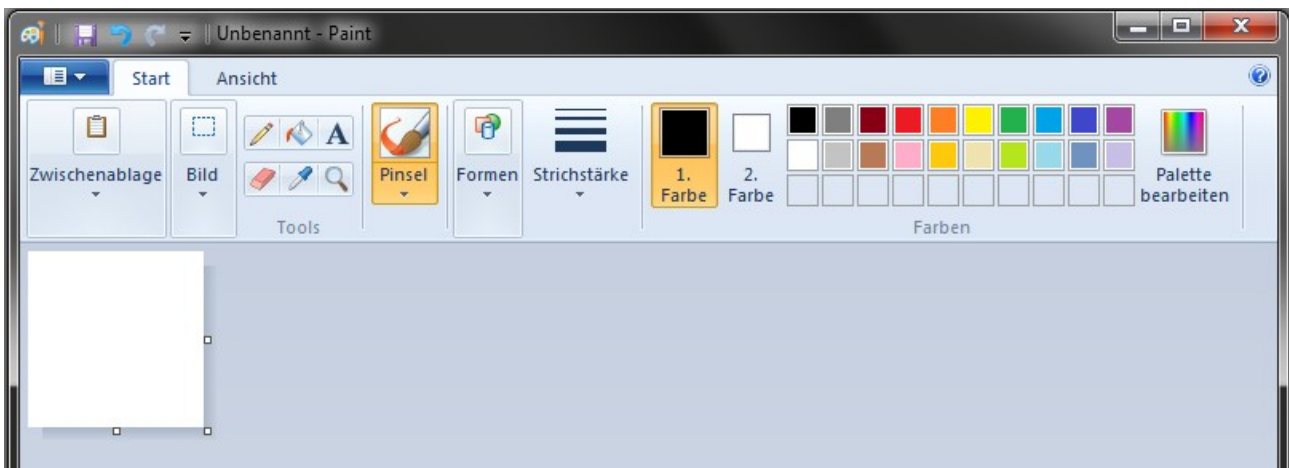 Unbenannt - Paint
Start
Ansicht
Zwischenablage
Bild
Tools
Pinsel
Formen
Strichstärke
1.
Farbe
2.
Farbe
Palette
bearbeiten
Farben